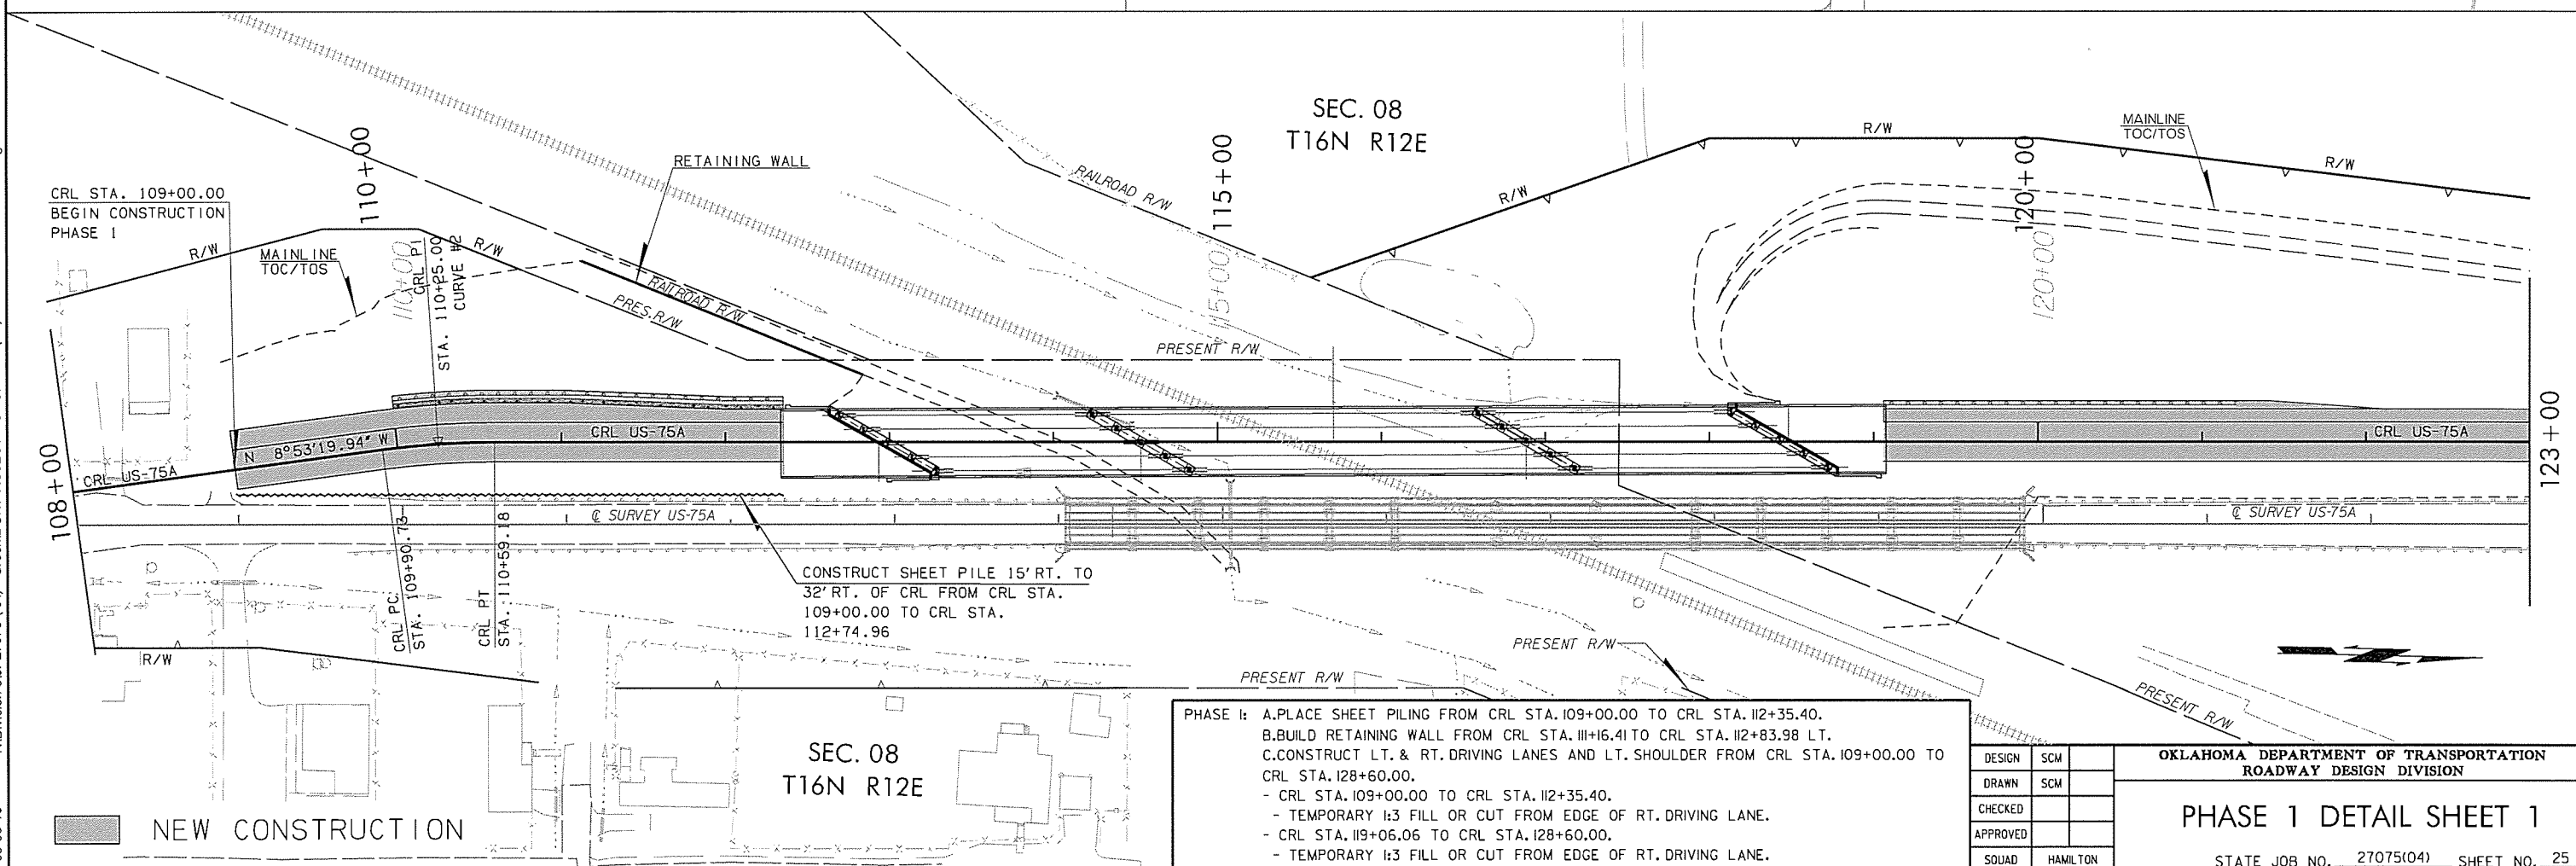 SEC. 08
T16N R12E
R/W
MAINLINE
TOC/TOS
R/W
120+00
R/W
RAILROAD R/W
115+00
RETAINING WALL
110+00
CRL STA. 109+00.00
BEGIN CONSTRUCTION
PHASE 1
R/W
MAINLINE
TOC/TOS
110+00
CRL PI
STA. 110+25.00
CURVE #2
R/W
RAILROAD R/W
PRES. R/W
115+00
120+00
PRESENT R/W
N 8°53'19.94" W
CRL US-75A
CRL US-75A
CRL US-75A
108+00
123+00
℄ SURVEY US-75A
℄ SURVEY US-75A
CRL PC
STA. 109+90.73
CRL PT
STA. 110+59.18
CONSTRUCT SHEET PILE 15' RT. TO
32' RT. OF CRL FROM CRL STA.
109+00.00 TO CRL STA.
112+74.96
R/W
PRESENT R/W
PRESENT R/W
PRESENT R/W
SEC. 08
T16N R12E
NEW CONSTRUCTION
PHASE I: A.PLACE SHEET PILING FROM CRL STA. 109+00.00 TO CRL STA. 112+35.40.
B.BUILD RETAINING WALL FROM CRL STA. 111+16.41 TO CRL STA. 112+83.98 LT.
C.CONSTRUCT LT. & RT. DRIVING LANES AND LT. SHOULDER FROM CRL STA. 109+00.00 TO
CRL STA. 128+60.00.
- CRL STA. 109+00.00 TO CRL STA. 112+35.40.
- TEMPORARY 1:3 FILL OR CUT FROM EDGE OF RT. DRIVING LANE.
- CRL STA. 119+06.06 TO CRL STA. 128+60.00.
- TEMPORARY 1:3 FILL OR CUT FROM EDGE OF RT. DRIVING LANE.
DESIGN SCM
DRAWN SCM
CHECKED
APPROVED
SQUAD HAMILTON
OKLAHOMA DEPARTMENT OF TRANSPORTATION
ROADWAY DESIGN DIVISION
PHASE 1 DETAIL SHEET 1
STATE JOB NO. 27075(04) SHEET NO. 25